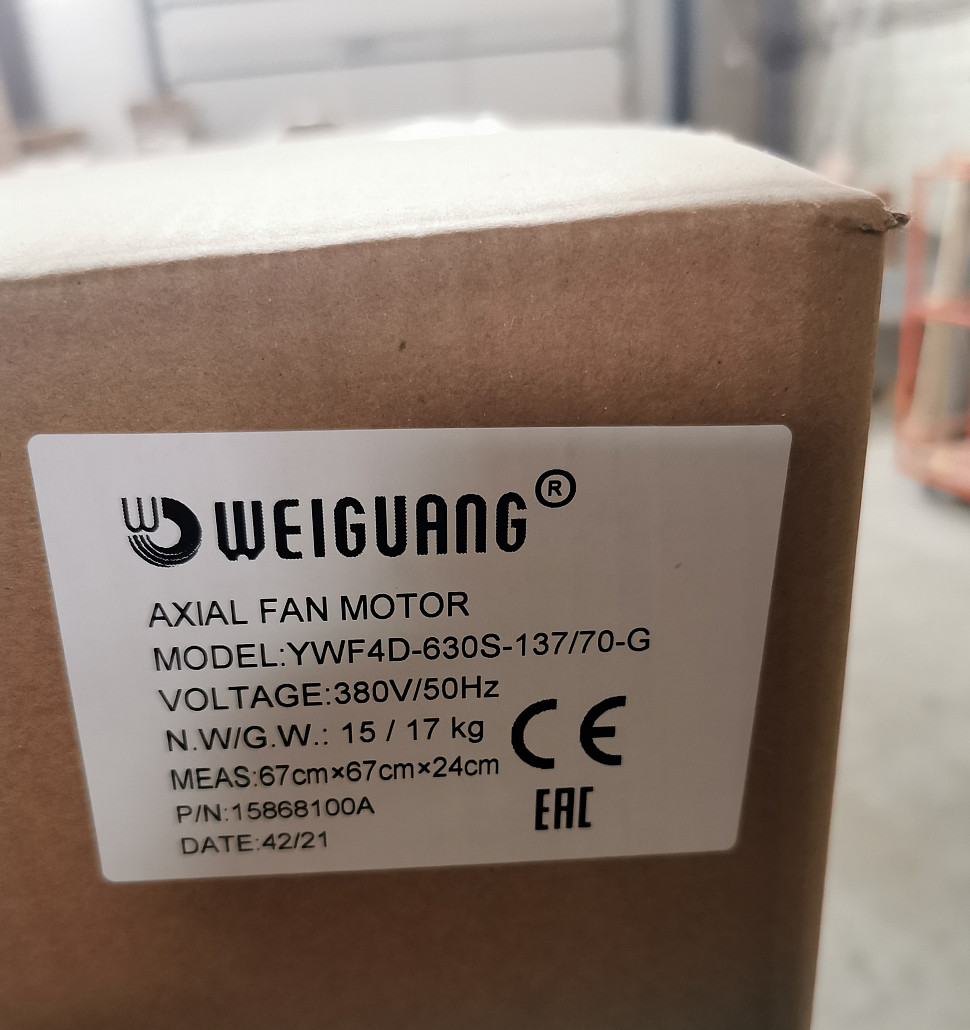 WEIGUANG®
AXIAL FAN MOTOR
MODEL:YWF4D-630S-137/70-G
VOLTAGE:380V/50Hz
N.W/G.W.: 15 / 17 kg
CE
MEAS:67cm×67cm×24cm
P/N:15868100A
EAC
DATE:42/21